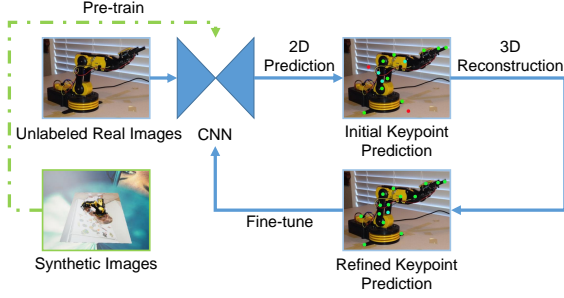 Pre-train
2D
Prediction
3D
Reconstruction
Unlabeled Real Images
CNN
Initial Keypoint
Prediction
Fine-tune
Synthetic Images
Refined Keypoint
Prediction